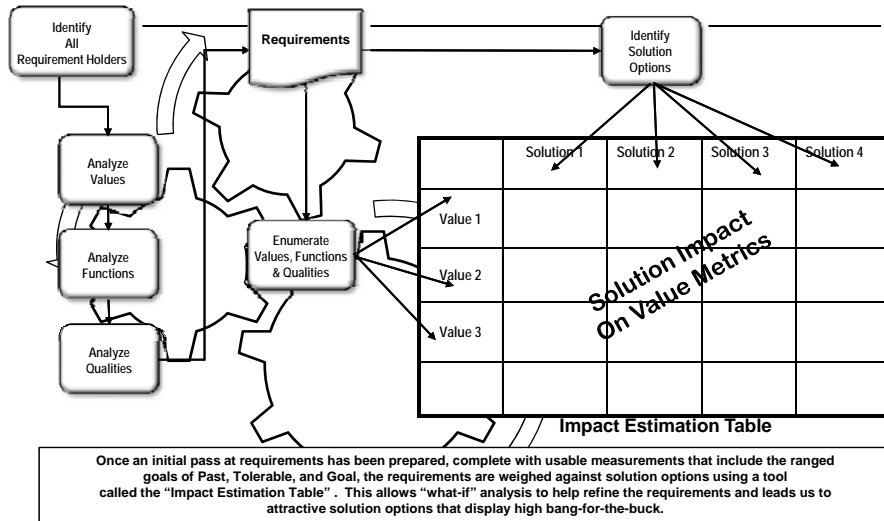 Identify
All
Requirement Holders
Requirements
Identify
Solution
Options
Analyze
Values
Analyze
Functions
Analyze
Qualities
Enumerate
Values, Functions
& Qualities
Solution 1
Solution 2
Solution 3
Solution 4
Value 1
Value 2
Value 3
Solution Impact
On Value Metrics
Impact Estimation Table
Once an initial pass at requirements has been prepared, complete with usable measurements that include the ranged
goals of Past, Tolerable, and Goal, the requirements are weighed against solution options using a tool
called the “Impact Estimation Table” . This allows “what-if” analysis to help refine the requirements and leads us to
attractive solution options that display high bang-for-the-buck.